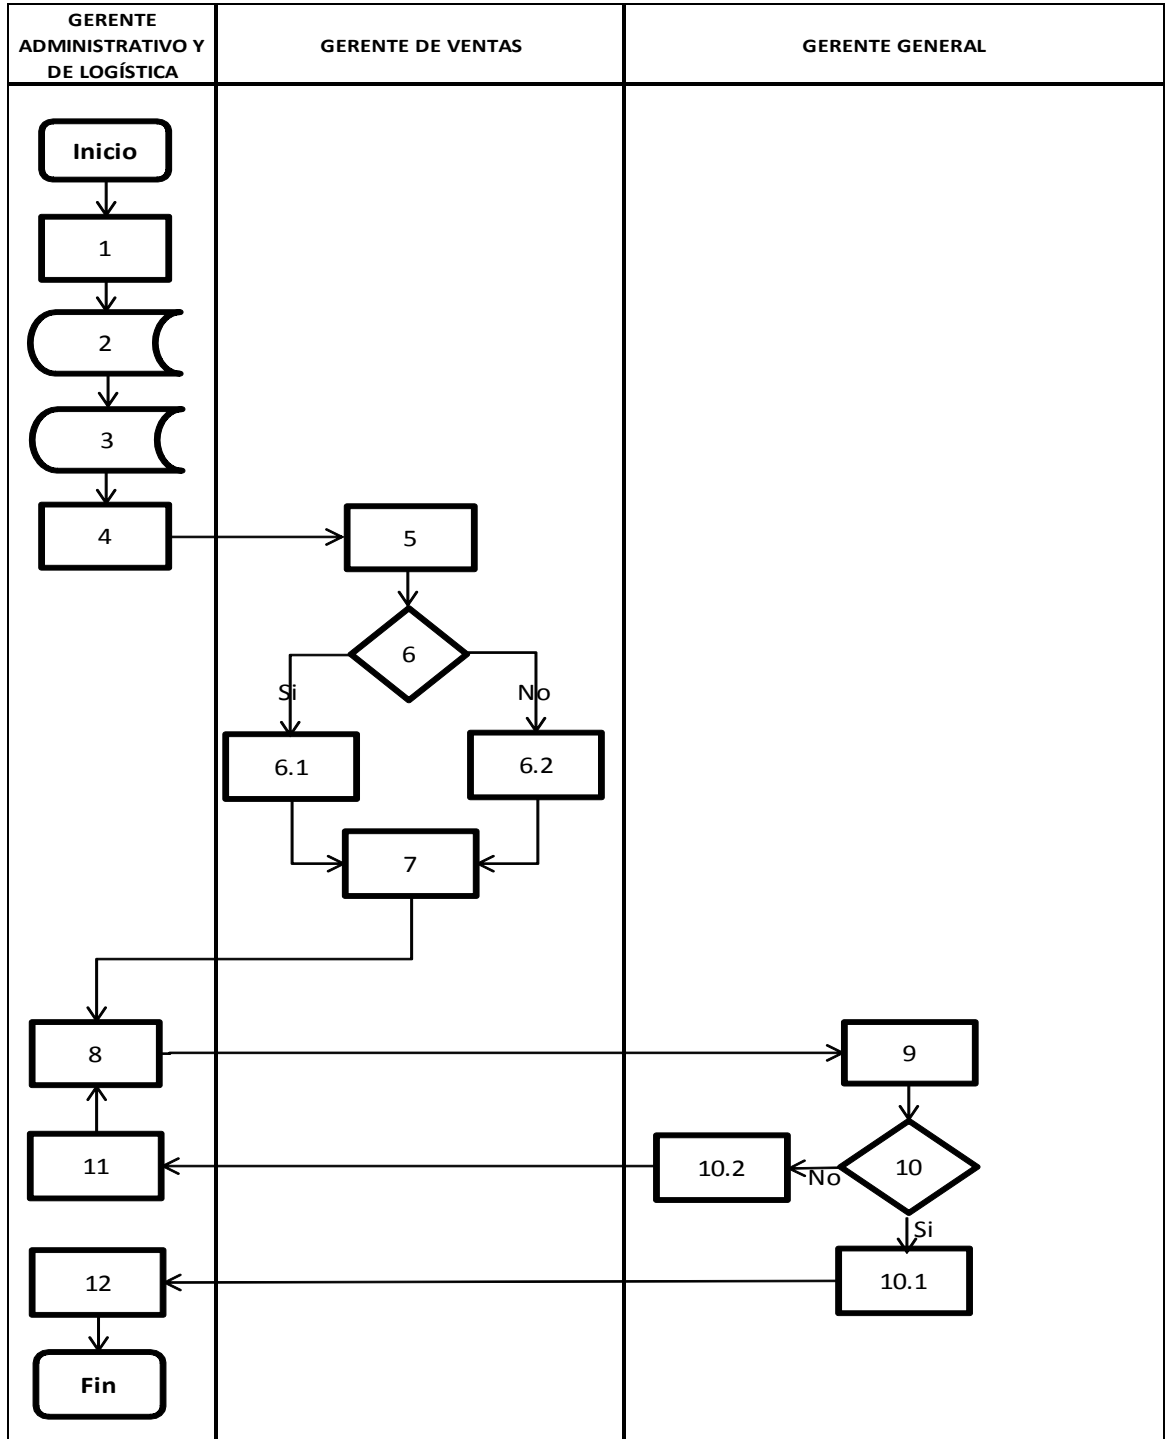 GERENTE
ADMINISTRATIVO Y
DE LOGÍSTICA
GERENTE DE VENTAS
GERENTE GENERAL
Inicio
1
2
3
4
5
6
Si
No
6.1
6.2
7
8
9
11
10.2
No
10
Si
12
10.1
Fin